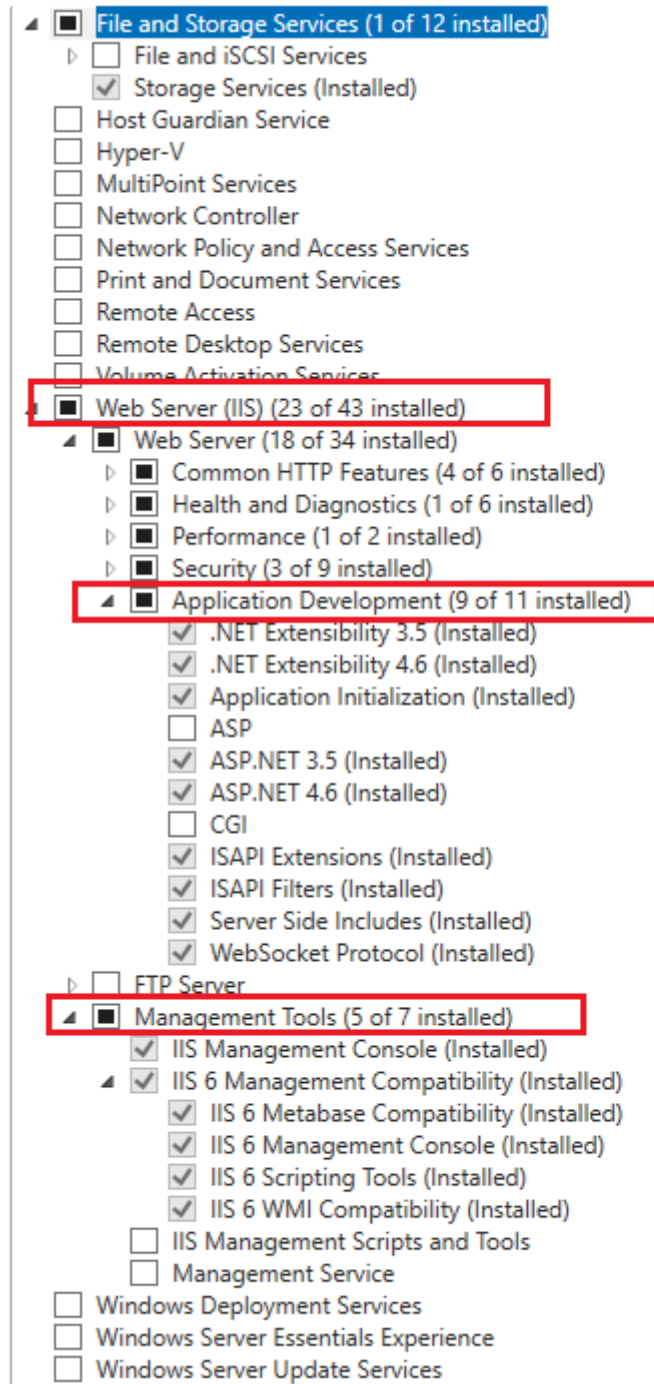 File and Storage Services (1 of 12 installed)
File and iSCSI Services
Storage Services (Installed)
Host Guardian Service
Hyper-V
MultiPoint Services
Network Controller
Network Policy and Access Services
Print and Document Services
Remote Access
Remote Desktop Services
Volume Activation Services
Web Server (IIS) (23 of 43 installed)
Web Server (18 of 34 installed)
Common HTTP Features (4 of 6 installed)
Health and Diagnostics (1 of 6 installed)
Performance (1 of 2 installed)
Security (3 of 9 installed)
Application Development (9 of 11 installed)
.NET Extensibility 3.5 (Installed)
.NET Extensibility 4.6 (Installed)
Application Initialization (Installed)
ASP
ASP.NET 3.5 (Installed)
ASP.NET 4.6 (Installed)
CGI
ISAPI Extensions (Installed)
ISAPI Filters (Installed)
Server Side Includes (Installed)
WebSocket Protocol (Installed)
FTP Server
Management Tools (5 of 7 installed)
IIS Management Console (Installed)
IIS 6 Management Compatibility (Installed)
IIS 6 Metabase Compatibility (Installed)
IIS 6 Management Console (Installed)
IIS 6 Scripting Tools (Installed)
IIS 6 WMI Compatibility (Installed)
IIS Management Scripts and Tools
Management Service
Windows Deployment Services
Windows Server Essentials Experience
Windows Server Update Services